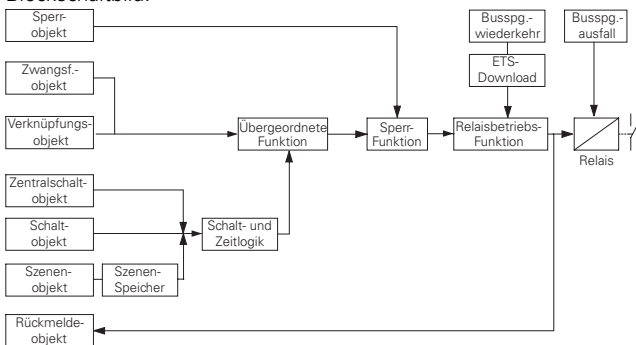 Blockschaltbild:
Sperr-
objekt
Busspg.-
wiederkehr
Busspg.-
ausfall
Zwangsf.-
objekt
ETS-
Download
Verknüpfungs-
objekt
Übergeordnete
Funktion
Sperr-
Funktion
Relaisbetriebs-
Funktion
Relais
Zentralschalt-
objekt
Schalt-
objekt
Schalt- und
Zeitlogik
Szenen-
objekt
Szenen-
Speicher
Rückmelde-
objekt